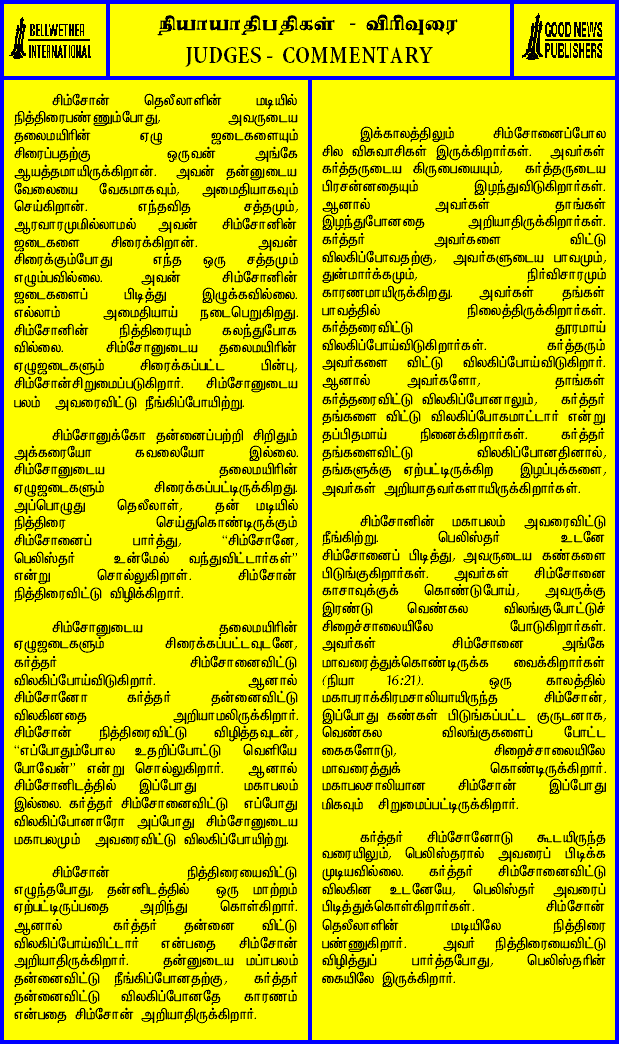 BELLWETHER
INTERNATIONAL
நியாயாதிபதிகள் - விரிவுரை
JUDGES - COMMENTARY
GOOD NEWS
PUBLISHERS
சிம்சோன் தெலீலாளின் மடியில்
நித்திரைபண்ணும்போது, அவருடைய
தலைமயிரின் ஏழு ஜடைகளையும்
சிரைப்பதற்கு ஒருவன் அங்கே
ஆயத்தமாயிருக்கிறான். அவன் தன்னுடைய
வேலையை வேகமாகவும், அமைதியாகவும்
செய்கிறான். எந்தவித சத்தமும்,
ஆரவாரமுமில்லாமல் அவன் சிம்சோனின்
ஜடைகளை சிரைக்கிறான். அவன்
சிரைக்கும்போது எந்த ஒரு சத்தமும்
எழும்பவில்லை. அவன் சிம்சோனின்
ஜடைகளைப் பிடித்து இழுக்கவில்லை.
எல்லாம் அமைதியாய் நடைபெறுகிறது.
சிம்சோனின் நித்திரையும் கலந்துபோக
வில்லை. சிம்சோனுடைய தலைமயிரின்
ஏழுஜடைகளும் சிரைக்கப்பட்ட பின்பு,
சிம்சோன்சிறுமைப்படுகிறார். சிம்சோனுடைய
பலம் அவரைவிட்டு நீங்கிப்போயிற்று.
சிம்சோனுக்கோ தன்னைப்பற்றி சிறிதும்
அக்கரையோ கவலையோ இல்லை.
சிம்சோனுடைய தலைமயிரின்
ஏழுஜடைகளும் சிரைக்கப்பட்டிருக்கிறது.
அப்பொழுது தெலீலாள், தன் மடியில்
நித்திரை செய்துகொண்டிருக்கும்
சிம்சோனைப் பார்த்து, “சிம்சோனே,
பெலிஸ்தர் உன்மேல் வந்துவிட்டார்கள்”
என்று சொல்லுகிறாள். சிம்சோன்
நித்திரைவிட்டு விழிக்கிறார்.
சிம்சோனுடைய தலைமயிரின்
ஏழுஜடைகளும் சிரைக்கப்பட்டவுடனே,
கர்த்தர் சிம்சோனைவிட்டு
விலகிப்போய்விடுகிறார். ஆனால்
சிம்சோனோ கர்த்தர் தன்னைவிட்டு
விலகினதை அறியாமலிருக்கிறார்.
சிம்சோன் நித்திரைவிட்டு விழித்தவுடன்,
“எப்போதும்போல உதறிப்போட்டு வெளியே
போவேன்” என்று சொல்லுகிறார். ஆனால்
சிம்சோனிடத்தில் இப்போது மகாபலம்
இல்லை. கர்த்தர் சிம்சோனைவிட்டு எப்போது
விலகிப்போனாரோ அப்போது சிம்சோனுடைய
மகாபலமும் அவரைவிட்டு விலகிப்போயிற்று.
சிம்சோன் நித்திரையைவிட்டு
எழுந்தபோது, தன்னிடத்தில் ஒரு மாற்றம்
ஏற்பட்டிருப்பதை அறிந்து கொள்கிறார்.
ஆனால் கர்த்தர் தன்னை விட்டு
விலகிப்போய்விட்டார் என்பதை சிம்சோன்
அறியாதிருக்கிறார். தன்னுடைய மப்பலம்
தன்னைவிட்டு நீங்கிப்போனதற்கு, கர்த்தர்
தன்னைவிட்டு விலகிப்போனதே காரணம்
என்பதை சிம்சோன் அறியாதிருக்கிறார்.
இக்காலத்திலும் சிம்சோனைப்போல
சில விசுவாசிகள் இருக்கிறார்கள். அவர்கள்
கர்த்தருடைய கிருபையையும், கர்த்தருடைய
பிரசன்னதையும் இழந்துவிடுகிறார்கள்.
ஆனால் அவர்கள் தாங்கள்
இழந்துபோனதை அறியாதிருக்கிறார்கள்.
கர்த்தர் அவர்களை விட்டு
விலகிப்போவதற்கு, அவர்களுடைய பாவமும்,
துன்மார்க்கமும், நிர்விசாரமும்
காரணமாயிருக்கிறது. அவர்கள் தங்கள்
பாவத்தில் நிலைத்திருக்கிறார்கள்.
கர்த்தரைவிட்டு தூரமாய்
விலகிப்போய்விடுகிறார்கள். கர்த்தரும்
அவர்களை விட்டு விலகிப்போய்விடுகிறார்.
ஆனால் அவர்களோ, தாங்கள்
கர்த்தரைவிட்டு விலகிப்போனாலும், கர்த்தர்
தங்களை விட்டு விலகிப்போகமாட்டார் என்று
தப்பிதமாய் நினைக்கிறார்கள். கர்த்தர்
தங்களைவிட்டு விலகிப்போனதினால்,
தங்களுக்கு ஏற்பட்டிருக்கிற இழப்புக்களை,
அவர்கள் அறியாதவர்களாயிருக்கிறார்கள்.
சிம்சோனின் மகாபலம் அவரைவிட்டு
நீங்கிற்று. பெலிஸ்தர் உடனே
சிம்சோனைப் பிடித்து, அவருடைய கண்களை
பிடுங்குகிறார்கள். அவர்கள் சிம்சோனை
காசாவுக்குக் கொண்டுபோய், அவருக்கு
இரண்டு வெண்கல விலங்குபோட்டுச்
சிறைச்சாலையிலே போடுகிறார்கள்.
அவர்கள் சிம்சோனை அங்கே
மாவரைத்துக்கொண்டிருக்க வைக்கிறார்கள்
(நியா 16:21). ஒரு காலத்தில்
மகாபராக்கிரமசாலியாயிருந்த சிம்சோன்,
இப்போது கண்கள் பிடுங்கப்பட்ட குருடனாக,
வெண்கல விலங்குகளைப் போட்ட
கைகளோடு, சிறைச்சாலையிலே
மாவரைத்துக் கொண்டிருக்கிறார்.
மகாபலசாலியான சிம்சோன் இப்போது
மிகவும் சிறுமைப்பட்டிருக்கிறார்.
கர்த்தர் சிம்சோனோடு கூடயிருந்த
வரையிலும், பெலிஸ்தரால் அவரைப் பிடிக்க
முடியவில்லை. கர்த்தர் சிம்சோனைவிட்டு
விலகின உடனேயே, பெலிஸ்தர் அவரைப்
பிடித்துக்கொள்கிறார்கள். சிம்சோன்
தெலீலாளின் மடியிலே நித்திரை
பண்ணுகிறார். அவர் நித்திரையைவிட்டு
விழித்துப் பார்த்தபோது, பெலிஸ்தரின்
கையிலே இருக்கிறார்.